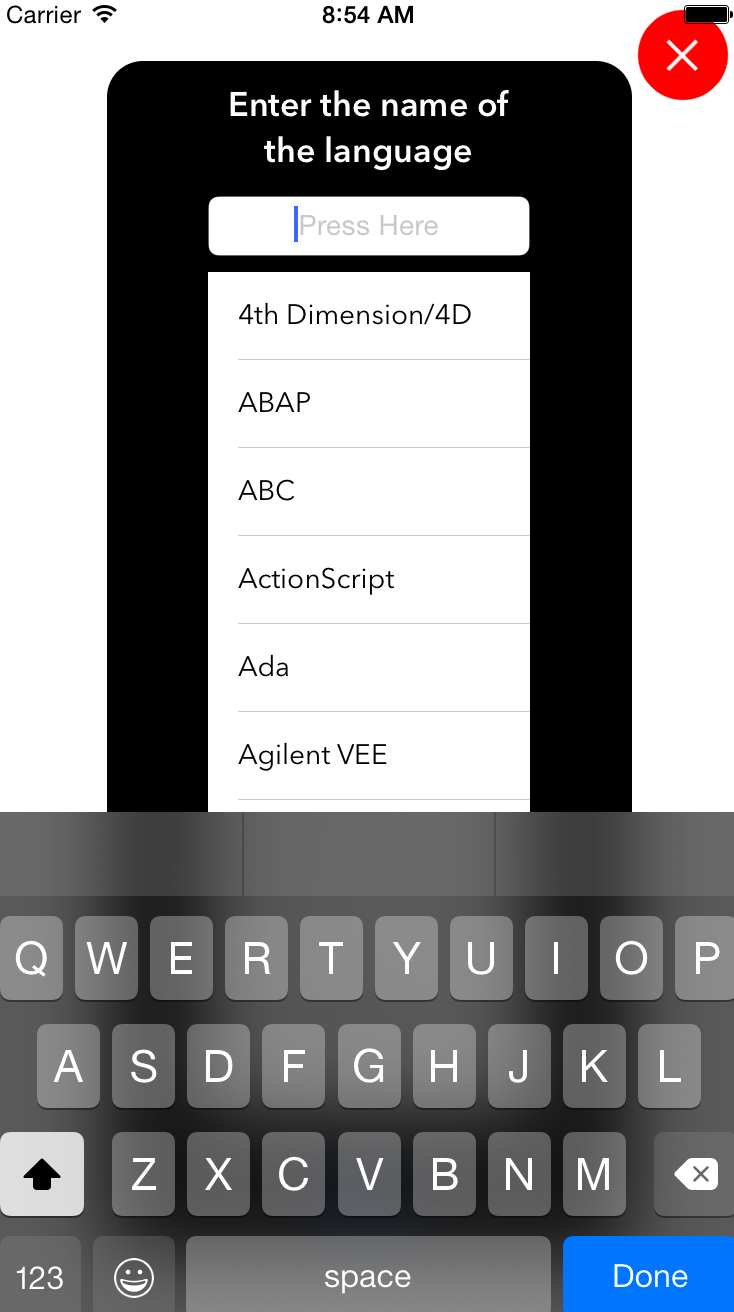 Carrier 8:54 AM
Enter the name of
the language
Press Here
4th Dimension/4D
ABAP
ABC
ActionScript
Ada
Agilent VEE
Q W E R T Y U I O P
A S D F G H J K L
Z X C V B N M
123 space Done